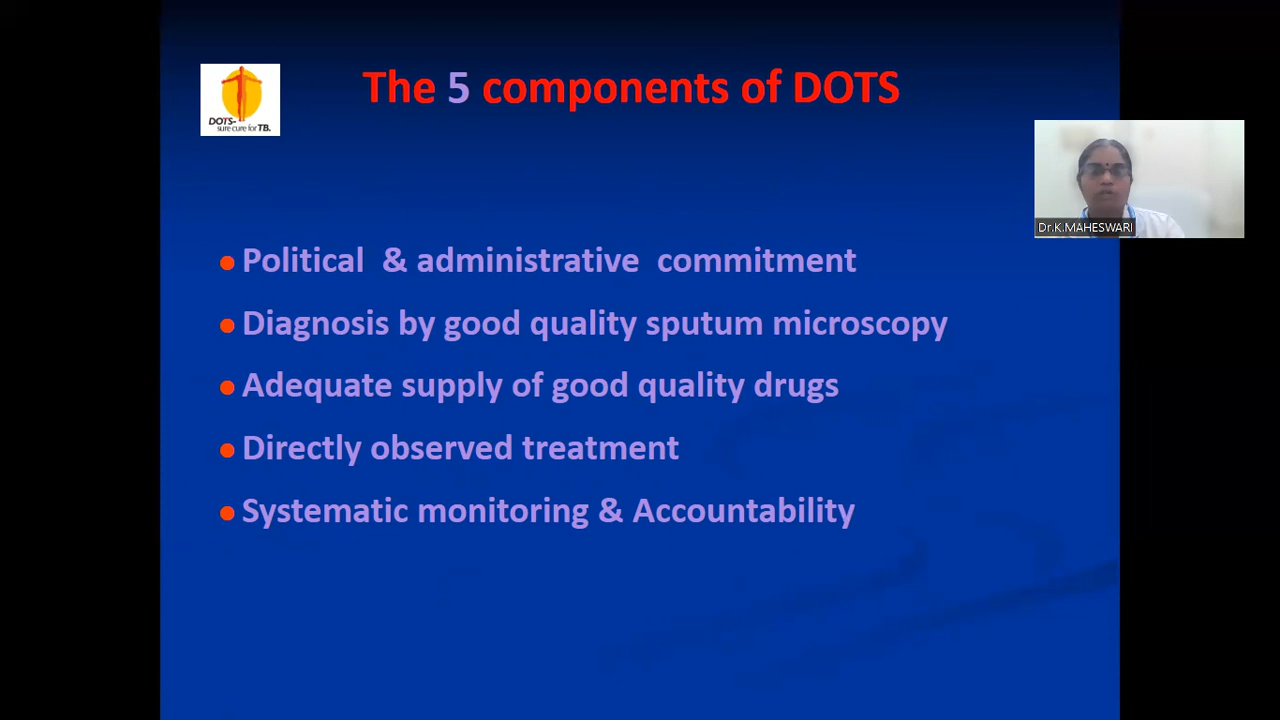 The 5 components of DOTS
DOTS-
sure cure for TB.
Dr.K.MAHESWARI
Political & administrative commitment
Diagnosis by good quality sputum microscopy
Adequate supply of good quality drugs
Directly observed treatment
Systematic monitoring & Accountability